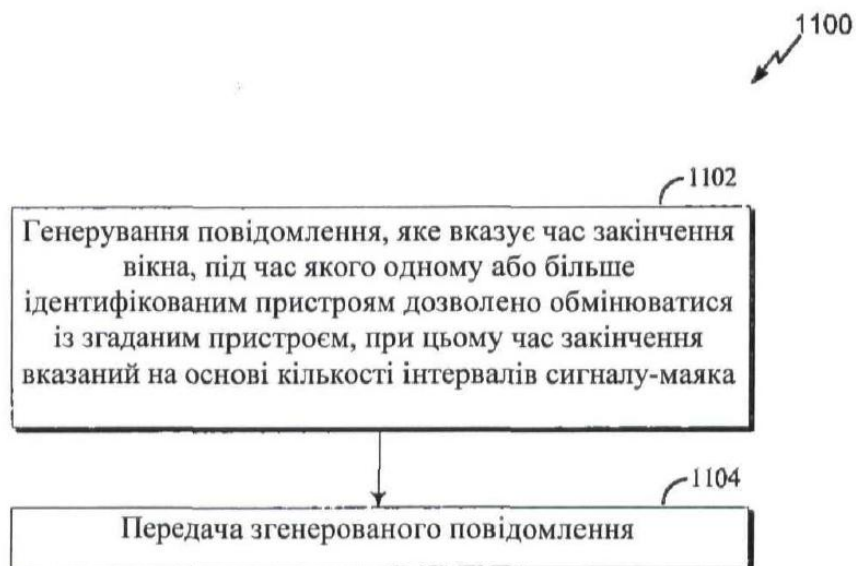 1100
1102
Генерування повідомлення, яке вказує час закінчення
вікна, під час якого одному або більше
ідентифікованим пристроям дозволено обмінюватися
із згаданим пристроєм, при цьому час закінчення
вказаний на основі кількості інтервалів сигналу-маяка
1104
Передача згенерованого повідомлення